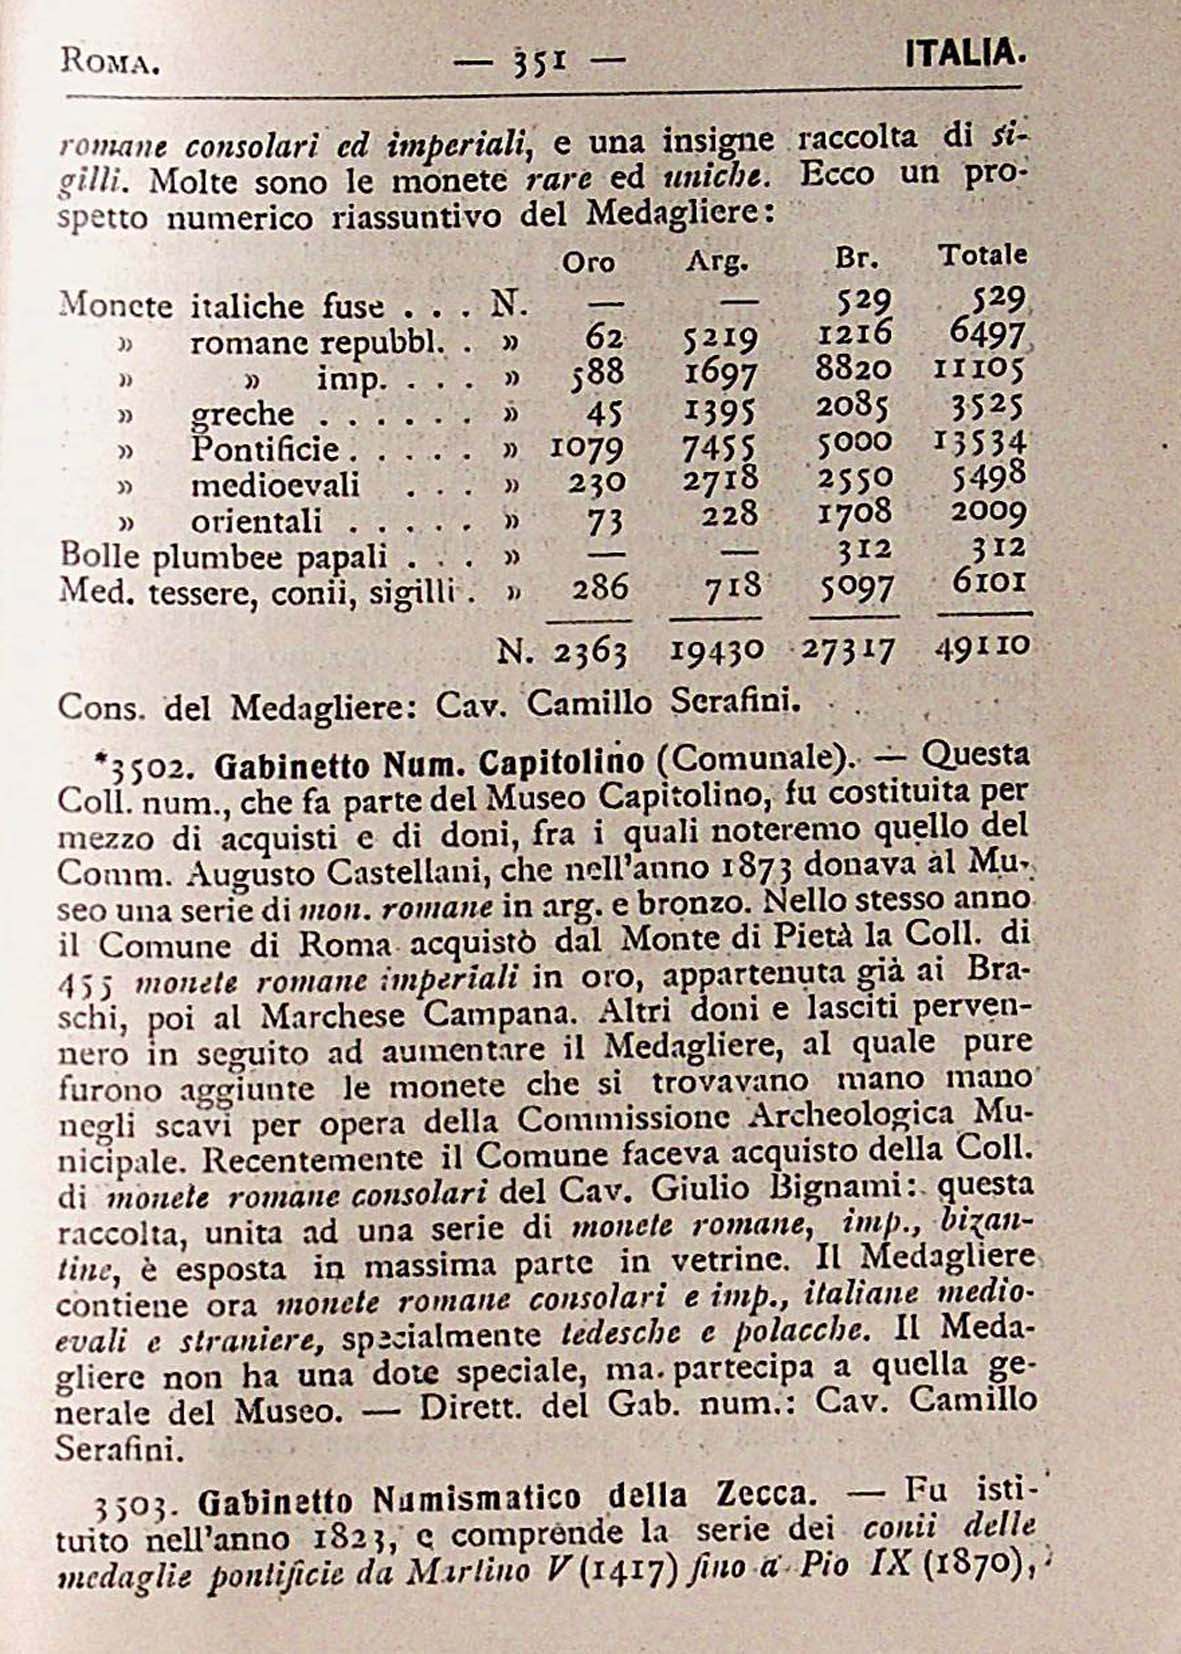 ROMA. — 351 — ITALIA.
romane consolari ed imperiali, e una insigne raccolta di si-
gilli. Molte sono le monete rare ed uniche. Ecco un pro-
spetto numerico riassuntivo del Medagliere:
Oro Arg. Br. Totale
Monete italiche fuse . . . N. — — 529 529
» romane repubbl. . » 62 5219 1216 6497
» » imp. . . . . » 588 1697 8820 11105
» greche . . . . . . » 45 1395 2085 3525
» Pontificie . . . . . » 1079 7455 5000 13534
» medioevali . . . » 230 2718 2550 5498
» orientali . . . . . » 73 228 1708 2009
Bolle plumbee papali . . . » — — 312 312
Med. tessere, conii, sigilli . » 286 718 5097 6101
N. 2363 19430 27317 49110
Cons. del Medagliere: Cav. Camillo Serafini.
*3502. Gabinetto Num. Capitolino (Comunale). — Questa
Coll. num., che fa parte del Museo Capitolino, fu costituita per
mezzo di acquisti e di doni, fra i quali noteremo quello del
Comm. Augusto Castellani, che nell'anno 1873 donava al Mu-
seo una serie di mon. romane in arg. e bronzo. Nello stesso anno
il Comune di Roma acquistò dal Monte di Pietà la Coll. di
455 monete romane imperiali in oro, appartenuta già ai Bra-
schi, poi al Marchese Campana. Altri doni e lasciti perven-
nero in seguito ad aumentare il Medagliere, al quale pure
furono aggiunte le monete che si trovavano mano mano
negli scavi per opera della Commissione Archeologica Mu-
nicipale. Recentemente il Comune faceva acquisto della Coll.
di monete romane consolari del Cav. Giulio Bignami: questa
raccolta, unita ad una serie di monete romane, imp., bizan-
tine, è esposta in massima parte in vetrine. Il Medagliere
contiene ora monete romane consolari e imp., italiane medio-
evali e straniere, specialmente tedesche e polacche. Il Meda-
gliere non ha una dote speciale, ma partecipa a quella ge-
nerale del Museo. — Dirett. del Gab. num.: Cav. Camillo
Serafini.
3503. Gabinetto Numismatico della Zecca. — Fu isti-
tuito nell'anno 1823, e comprende la serie dei conii delle
medaglie pontificie da Martino V (1417) fino a Pio IX (1870),